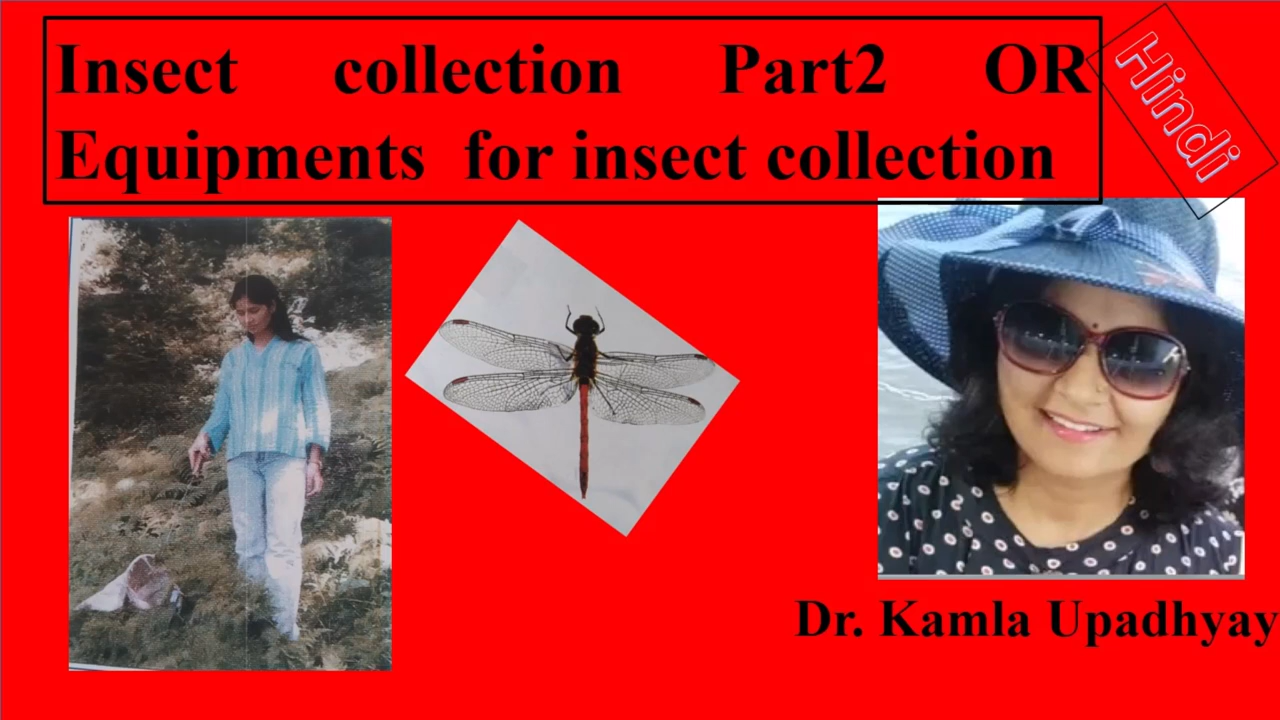 Insect collection Part2 OR
Equipments for insect collection
Hindi
Dr. Kamla Upadhyay